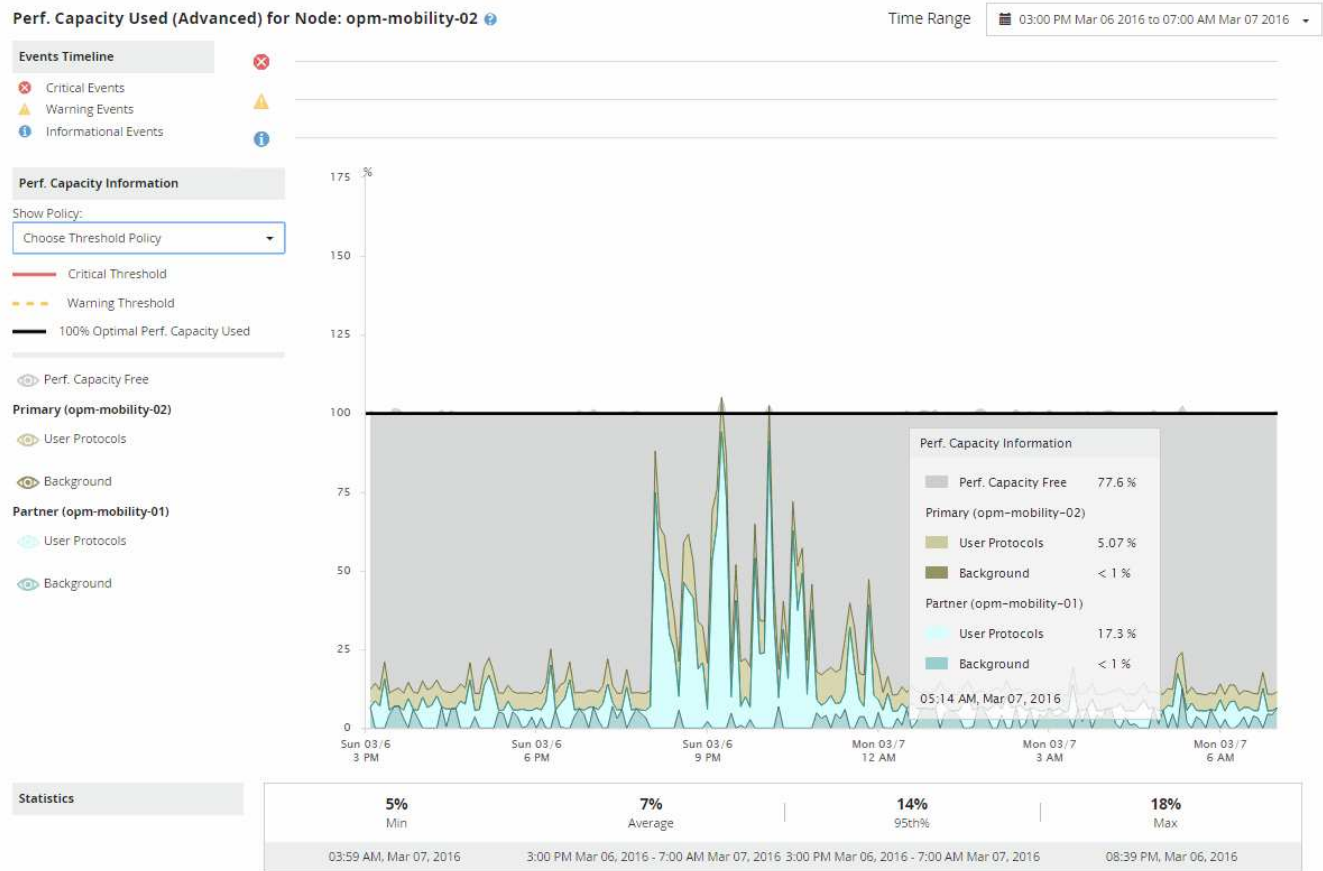 Perf. Capacity Used (Advanced) for Node: opm-mobility-02 ?
Time Range
03:00 PM Mar 06 2016 to 07:00 AM Mar 07 2016
Events Timeline
Critical Events
Warning Events
Informational Events
Perf. Capacity Information
Show Policy:
Choose Threshold Policy
Critical Threshold
Warning Threshold
100% Optimal Perf. Capacity Used
Perf. Capacity Free
Primary (opm-mobility-02)
User Protocols
Background
Partner (opm-mobility-01)
User Protocols
Background
%
175
150
125
100
75
50
25
0
Sun 03/6
3 PM
Sun 03/6
6 PM
Sun 03/6
9 PM
Mon 03/7
12 AM
Mon 03/7
3 AM
Mon 03/7
6 AM
Perf. Capacity Information
Perf. Capacity Free 77.6 %
Primary (opm-mobility-02)
User Protocols 5.07 %
Background < 1 %
Partner (opm-mobility-01)
User Protocols 17.3 %
Background < 1 %
05:14 AM, Mar 07, 2016
Statistics
5%
Min
03:59 AM, Mar 07, 2016
7%
Average
3:00 PM Mar 06, 2016 - 7:00 AM Mar 07, 2016
14%
95th%
3:00 PM Mar 06, 2016 - 7:00 AM Mar 07, 2016
18%
Max
08:39 PM, Mar 06, 2016